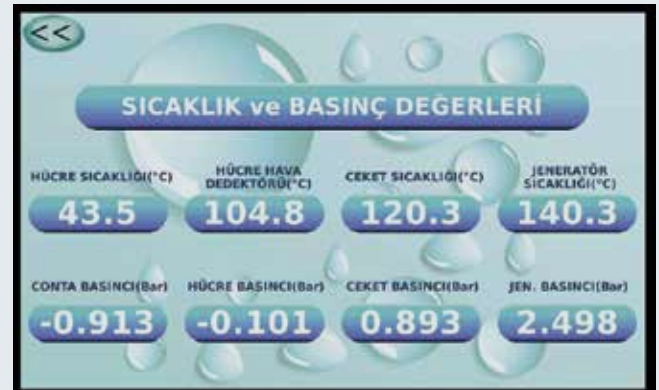 <<
SICAKLIK ve BASINÇ DEĞERLERİ
HÜCRE SICAKLIĞI(°C)
HÜCRE HAVA
DEDEKTÖRÜ(°C)
CEKET SICAKLIĞI(°C)
JENERATÖR
SICAKLIĞI(°C)
43.5
104.8
120.3
140.3
CONTA BASINCI(Bar)
HÜCRE BASINCI(Bar)
CEKET BASINCI(Bar)
JEN. BASINCI(Bar)
-0.913
-0.101
0.893
2.498